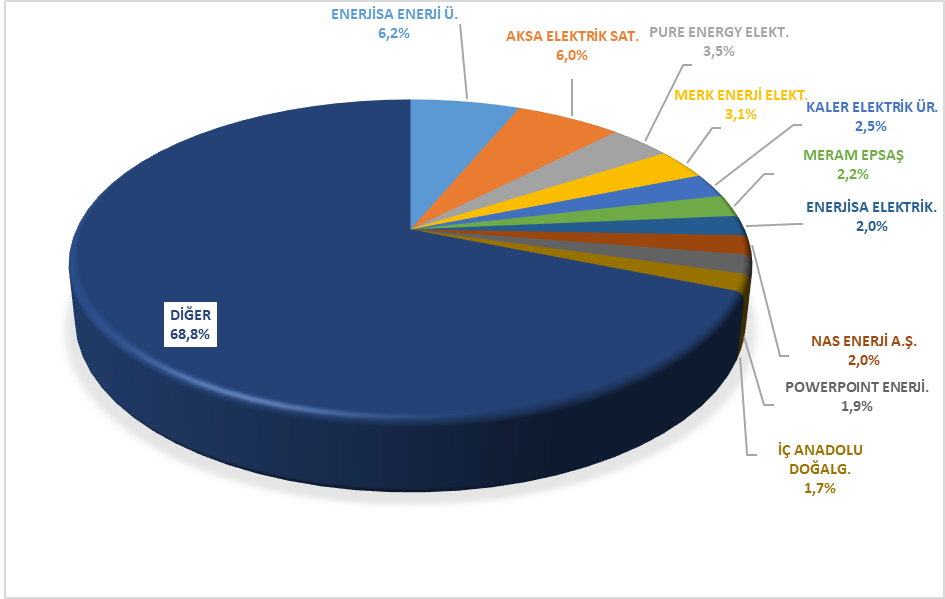 ENERJİSA ENERJİ Ü.
6,2%
AKSA ELEKTRİK SAT.
6,0%
PURE ENERGY ELEKT.
3,5%
MERK ENERJİ ELEKT.
3,1%
KALER ELEKTRİK ÜR.
2,5%
MERAM EPSAŞ
2,2%
ENERJİSA ELEKTRİK.
2,0%
NAS ENERJİ A.Ş.
2,0%
POWERPOINT ENERJİ.
1,9%
İÇ ANADOLU
DOĞALG.
1,7%
DİĞER
68,8%